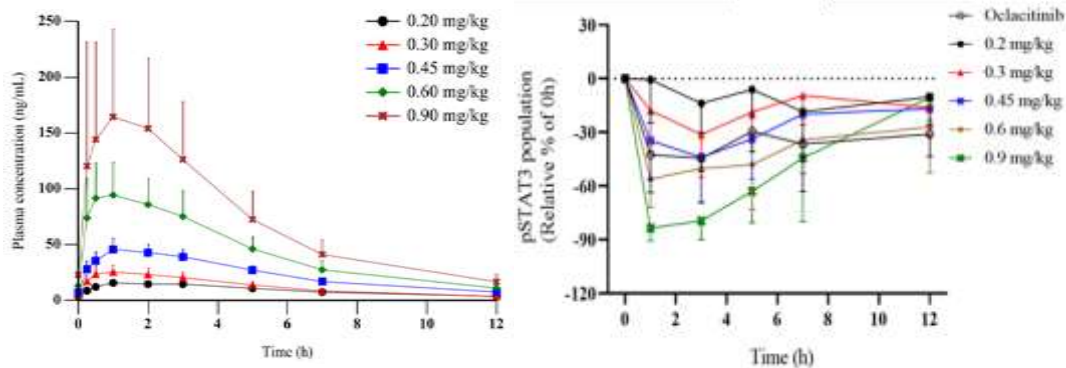 250
200
150
100
50
0
Plasma concentration (ng/mL)
0 2 4 6 8 10 12
Time (h)
0.20 mg/kg
0.30 mg/kg
0.45 mg/kg
0.60 mg/kg
0.90 mg/kg
30
0
-30
-60
-90
-120
pSTAT3 population
(Relative % of 0h)
0 2 4 6 8 10 12
Time (h)
Oclacitinib
0.2 mg/kg
0.3 mg/kg
0.45 mg/kg
0.6 mg/kg
0.9 mg/kg